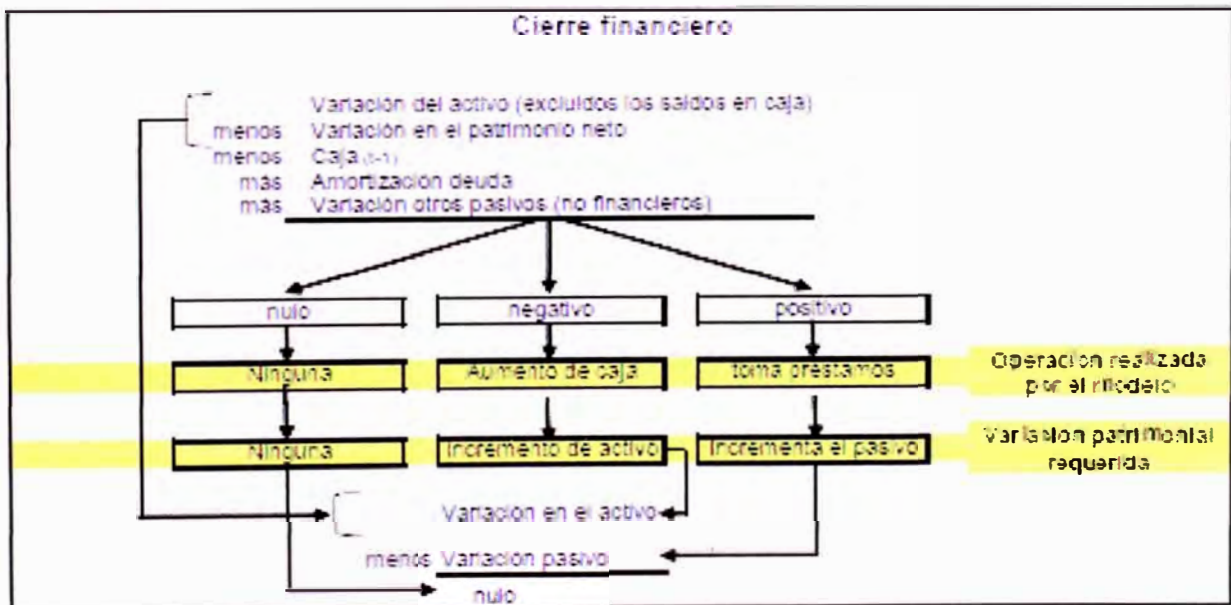 Cierre financiero
Variación del activo (excluidos los saldos en caja)
menos Variación en el patrimonio neto
menos Caja (t-1)
más Amortización deuda
más Variación otros pasivos (no financieros)
nulo negativo positivo
Ninguna Aumento de caja toma préstamos Operación realizada
por el modelo
Ninguna Incremento de activo Incrementa el pasivo Variación patrimonial
requerida
Variación en el activo
menos Variación pasivo
nulo